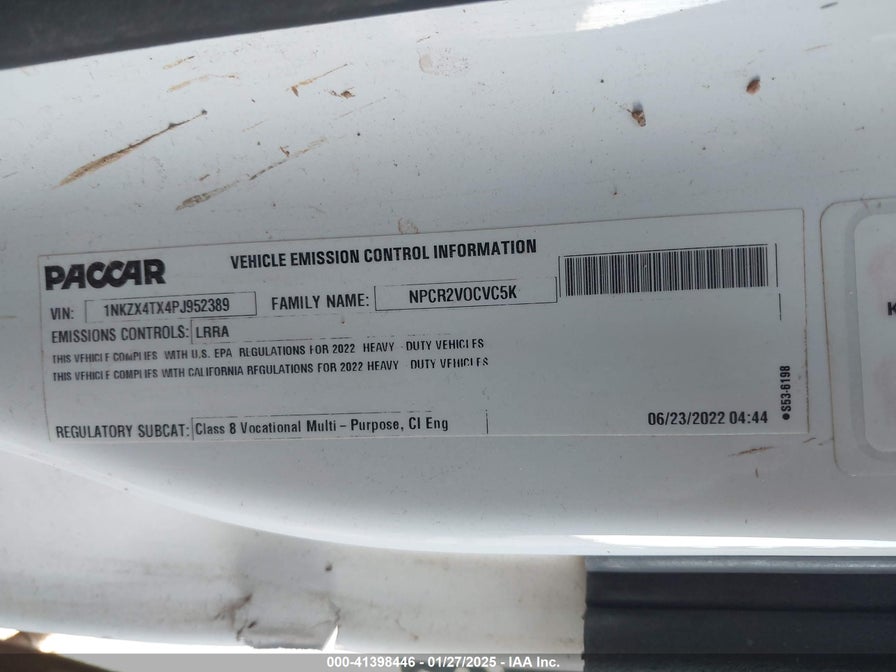 PACCAR
VEHICLE EMISSION CONTROL INFORMATION
VIN: 1NKZX4TX4PJ952389 FAMILY NAME: NPCR2VOCVC5K
EMISSIONS CONTROLS: LRRA
THIS VEHICLE COMPLIES WITH U.S. EPA REGULATIONS FOR 2022 HEAVY - DUTY VEHICLES
THIS VEHICLE COMPLIES WITH CALIFORNIA REGULATIONS FOR 2022 HEAVY - DUTY VEHICLES
REGULATORY SUBCAT: Class 8 Vocational Multi - Purpose, CI Eng
06/23/2022 04:44
●S53-6198
K
000-41398446 - 01/27/2025 - IAA Inc.